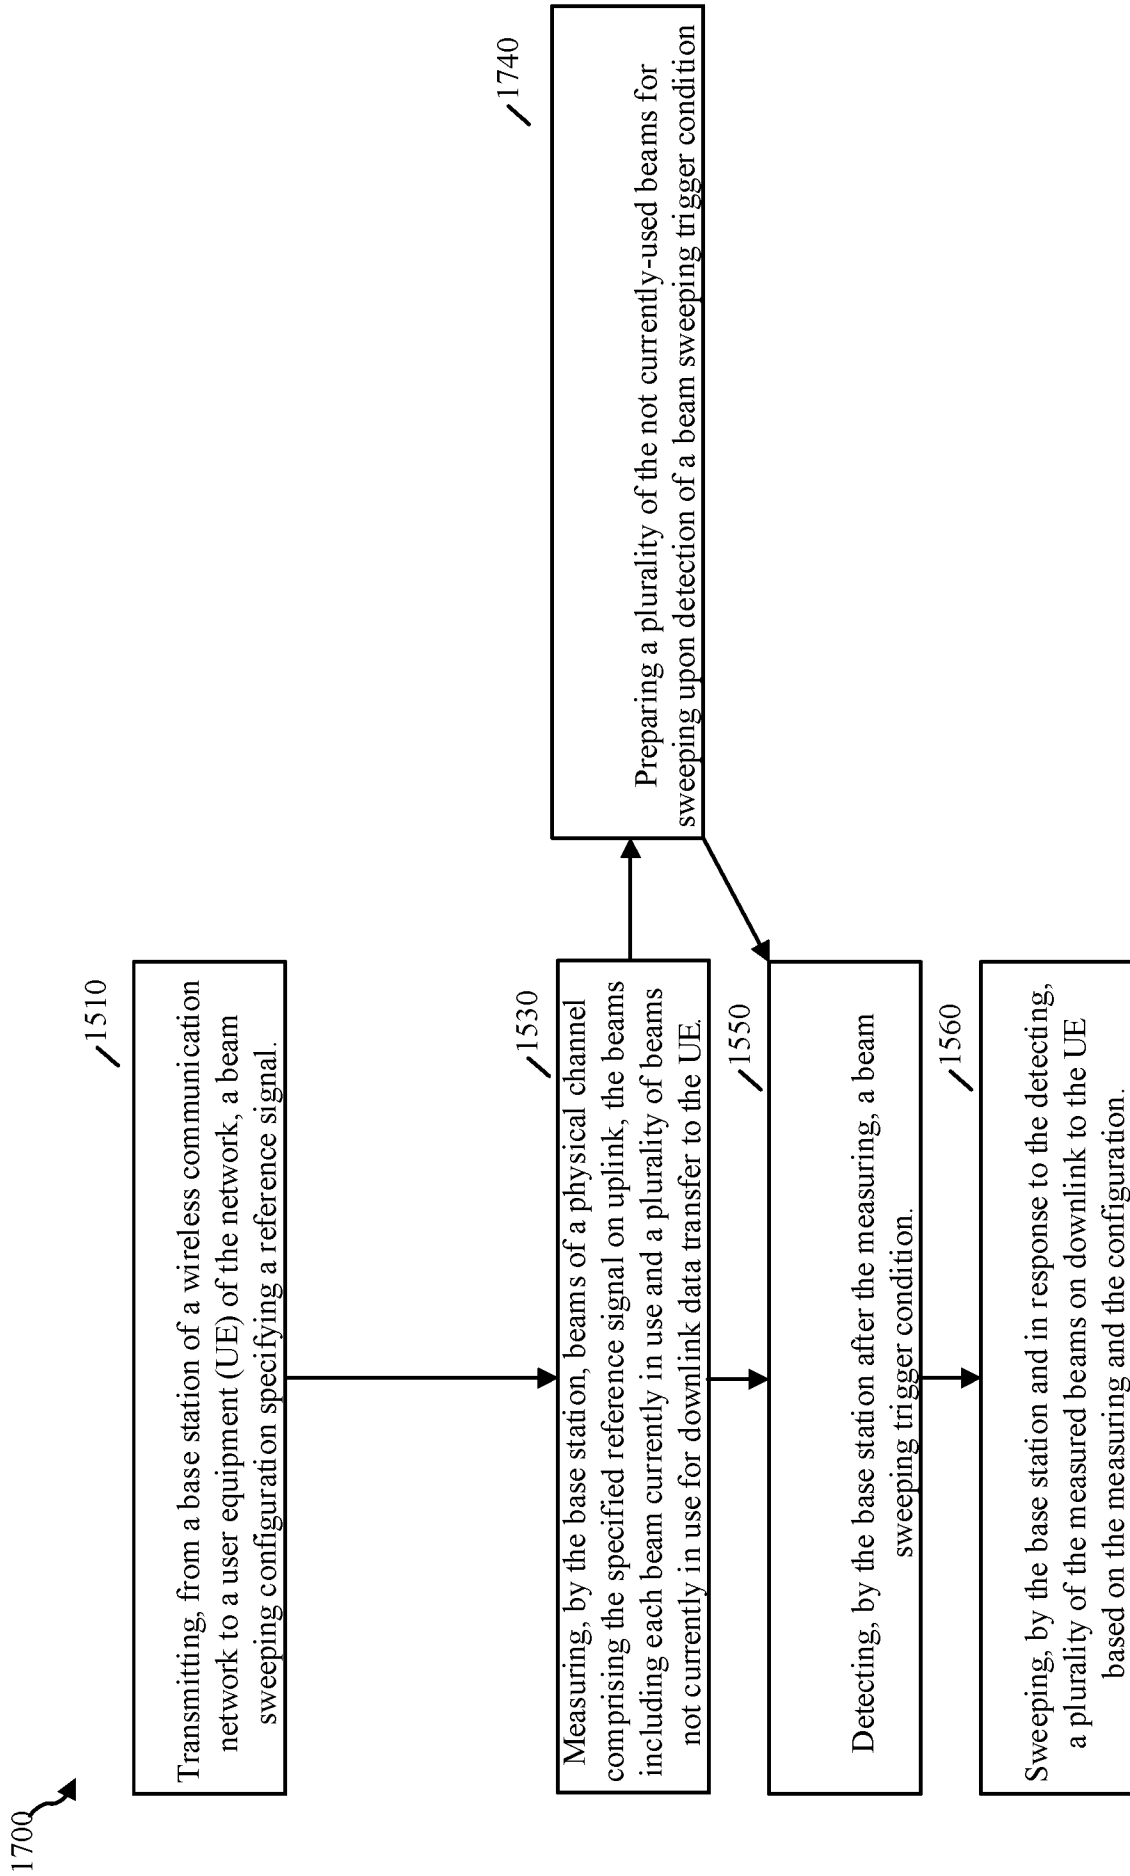 1700
1510
Transmitting, from a base station of a wireless communication
network to a user equipment (UE) of the network, a beam
sweeping configuration specifying a reference signal.
1530
Measuring, by the base station, beams of a physical channel
comprising the specified reference signal on uplink, the beams
including each beam currently in use and a plurality of beams
not currently in use for downlink data transfer to the UE.
1740
Preparing a plurality of the not currently-used beams for
sweeping upon detection of a beam sweeping trigger condition
1550
Detecting, by the base station after the measuring, a beam
sweeping trigger condition.
1560
Sweeping, by the base station and in response to the detecting,
a plurality of the measured beams on downlink to the UE
based on the measuring and the configuration.